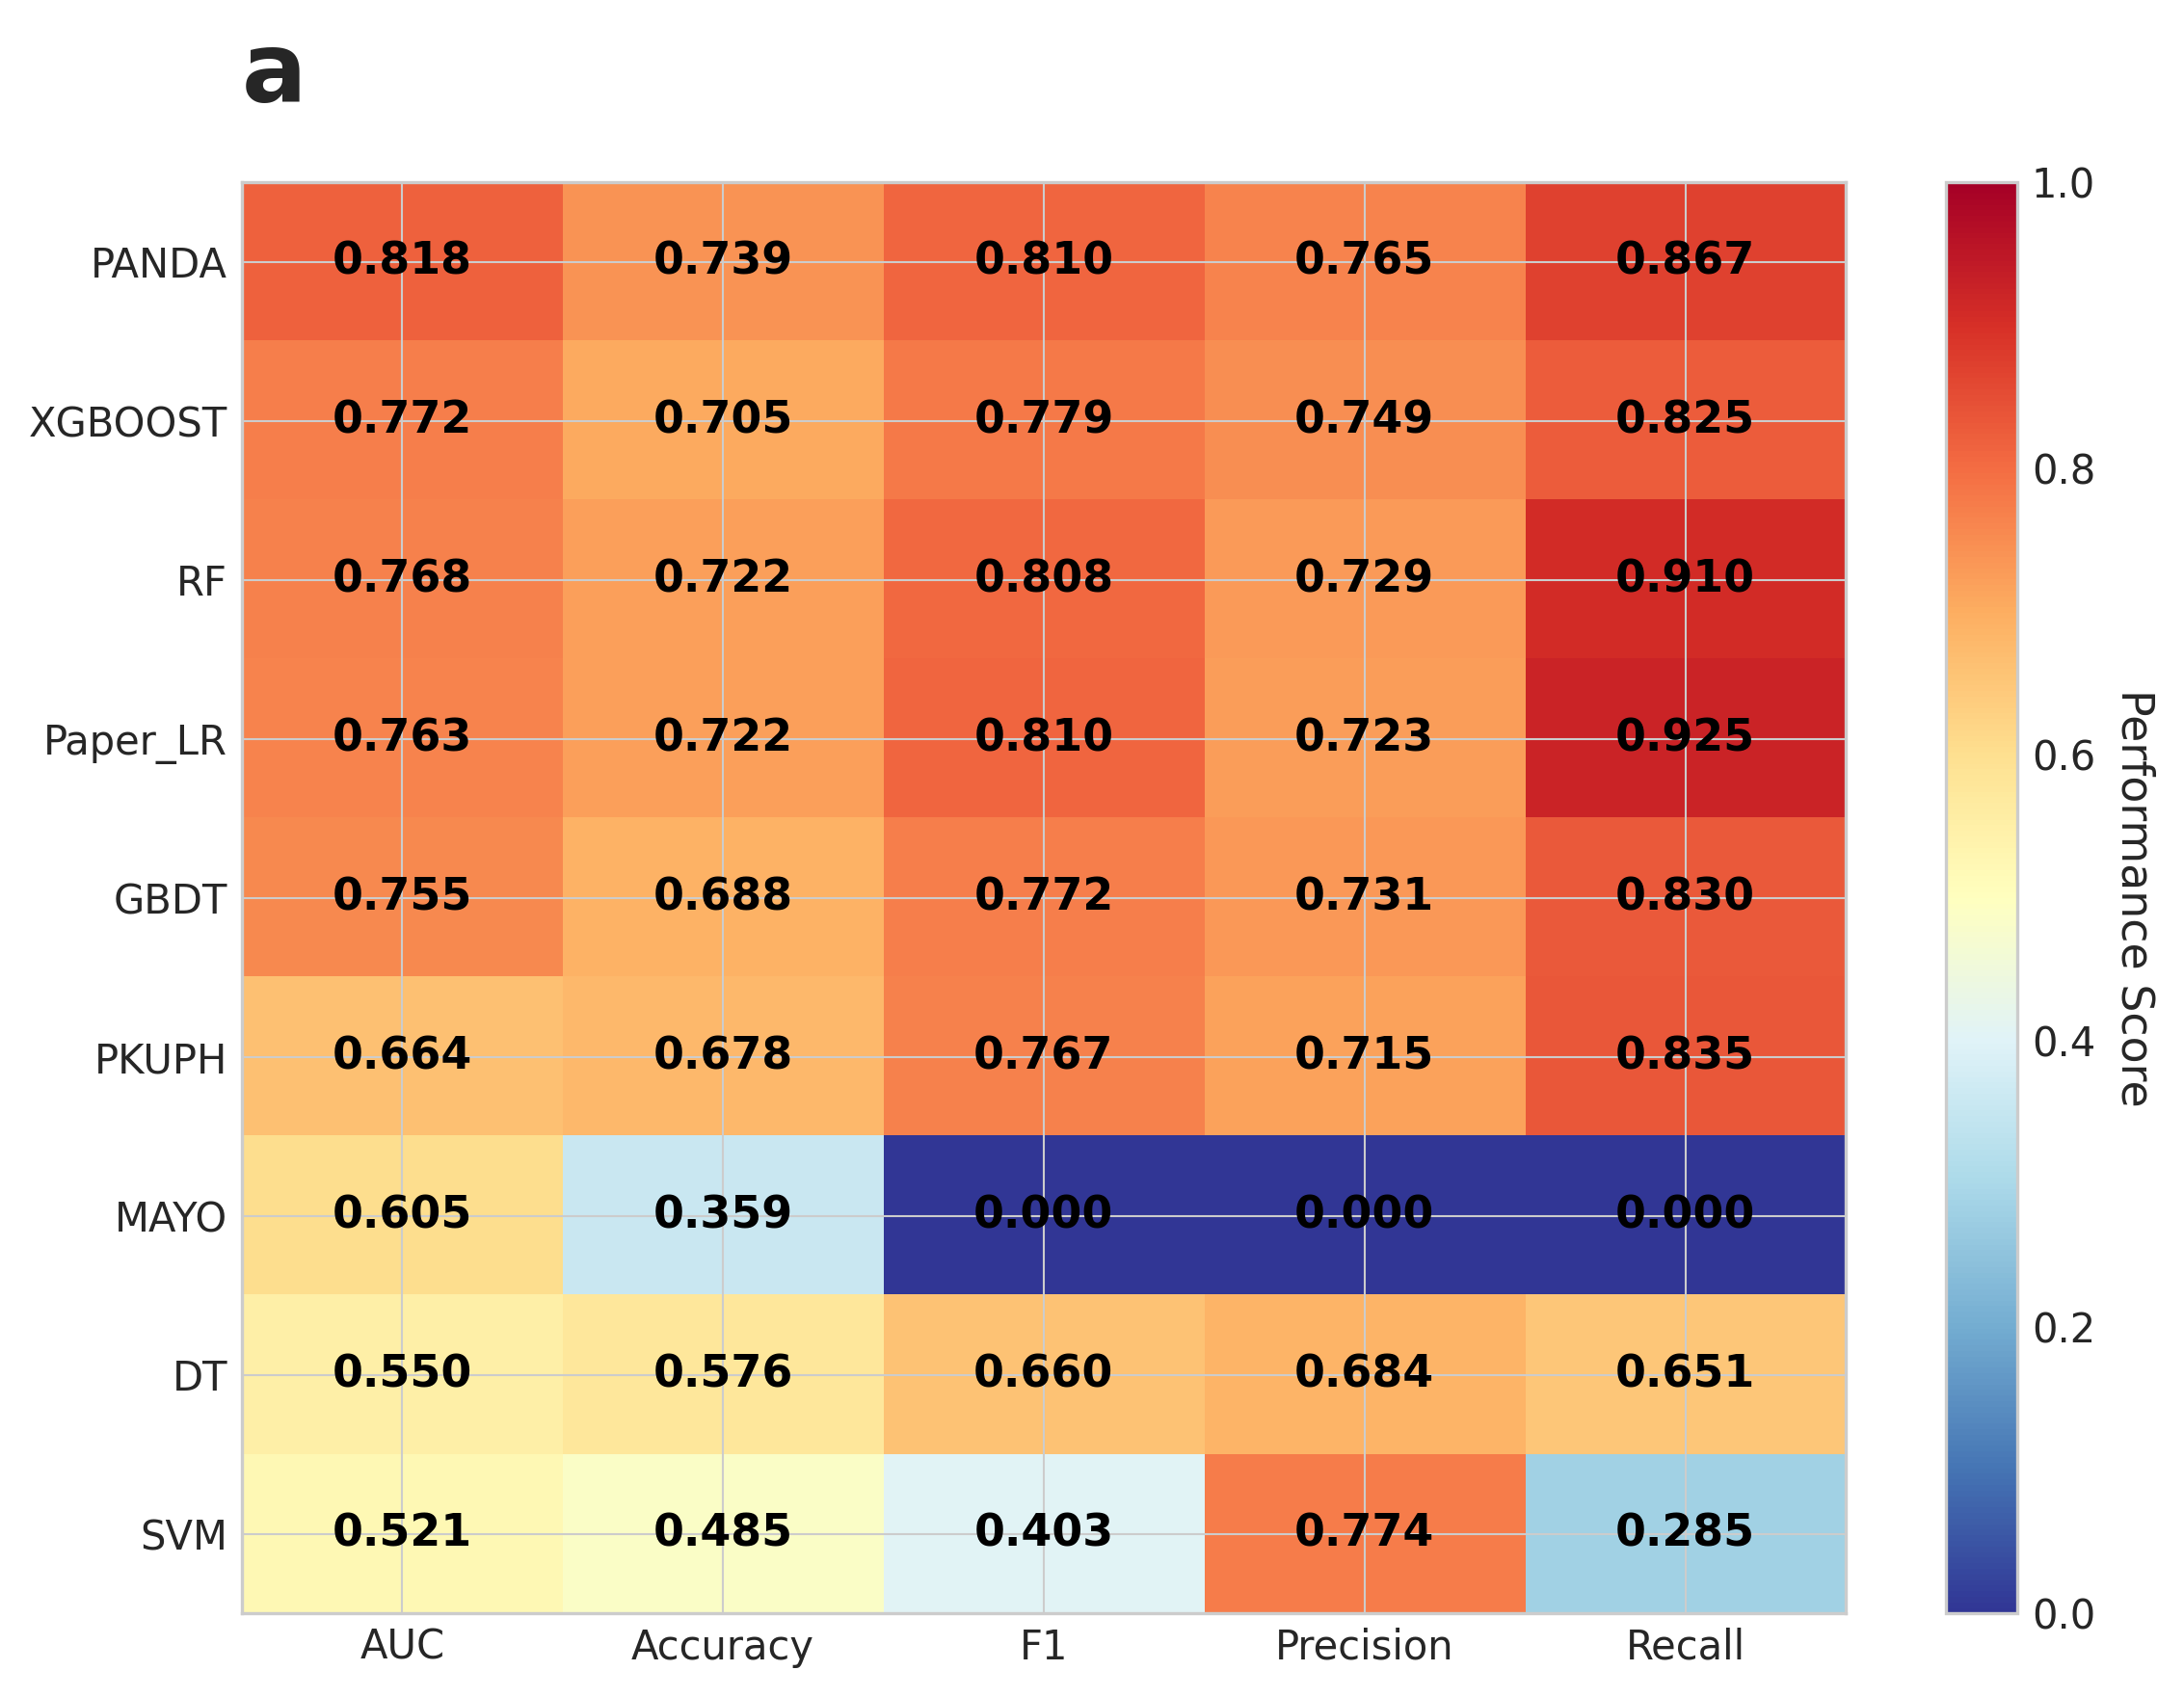 a
PANDA 0.818 0.739 0.810 0.765 0.867
XGBOOST 0.772 0.705 0.779 0.749 0.825
RF 0.768 0.722 0.808 0.729 0.910
Paper_LR 0.763 0.722 0.810 0.723 0.925
GBDT 0.755 0.688 0.772 0.731 0.830
PKUPH 0.664 0.678 0.767 0.715 0.835
MAYO 0.605 0.359 0.000 0.000 0.000
DT 0.550 0.576 0.660 0.684 0.651
SVM 0.521 0.485 0.403 0.774 0.285
AUC Accuracy F1 Precision Recall
1.0
0.8
0.6
0.4
0.2
0.0
Performance Score